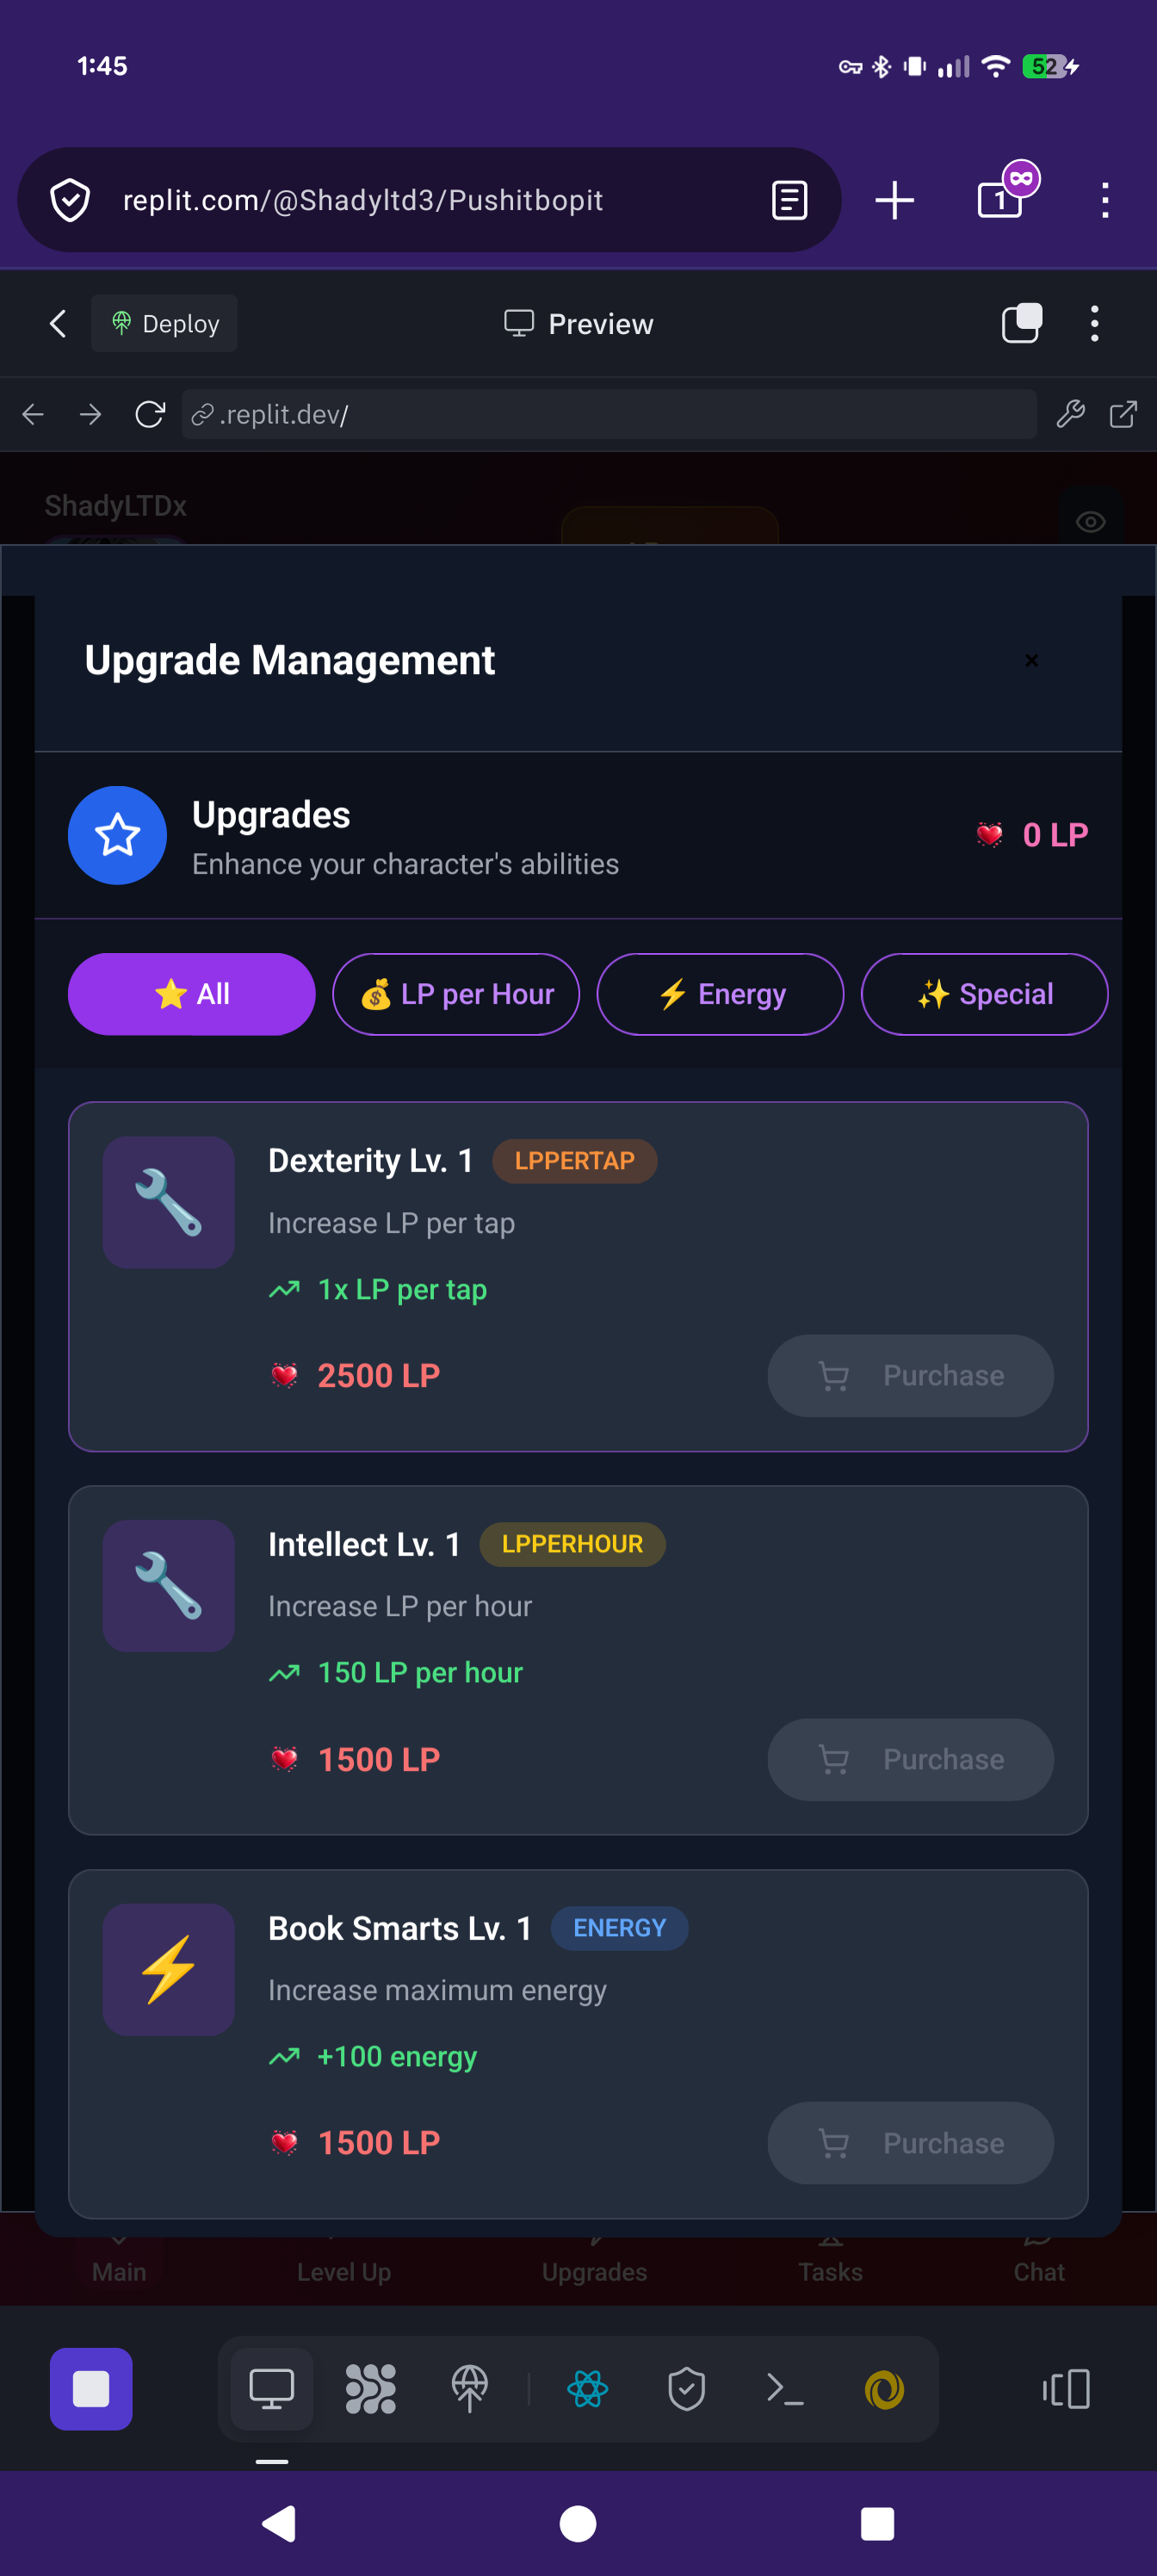 1:45
52
replit.com/@Shadyltd3/Pushitbopit
1
Deploy
Preview
.replit.dev/
ShadyLTDx
Upgrade Management
×
Upgrades
Enhance your character's abilities
0 LP
All
LP per Hour
Energy
Special
Dexterity Lv. 1
LPPERTAP
Increase LP per tap
1x LP per tap
2500 LP
Purchase
Intellect Lv. 1
LPPERHOUR
Increase LP per hour
150 LP per hour
1500 LP
Purchase
Book Smarts Lv. 1
ENERGY
Increase maximum energy
+100 energy
1500 LP
Purchase
Main
Level Up
Upgrades
Tasks
Chat